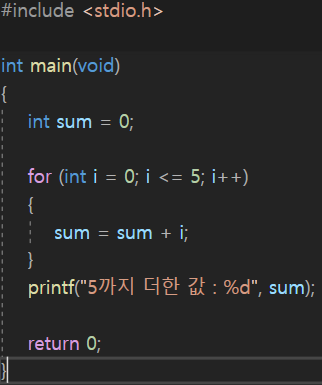 #include <stdio.h>
int main(void)
{
int sum = 0;
for (int i = 0; i <= 5; i++)
{
sum = sum + i;
}
printf("5까지 더한 값 : %d", sum);
return 0;
}